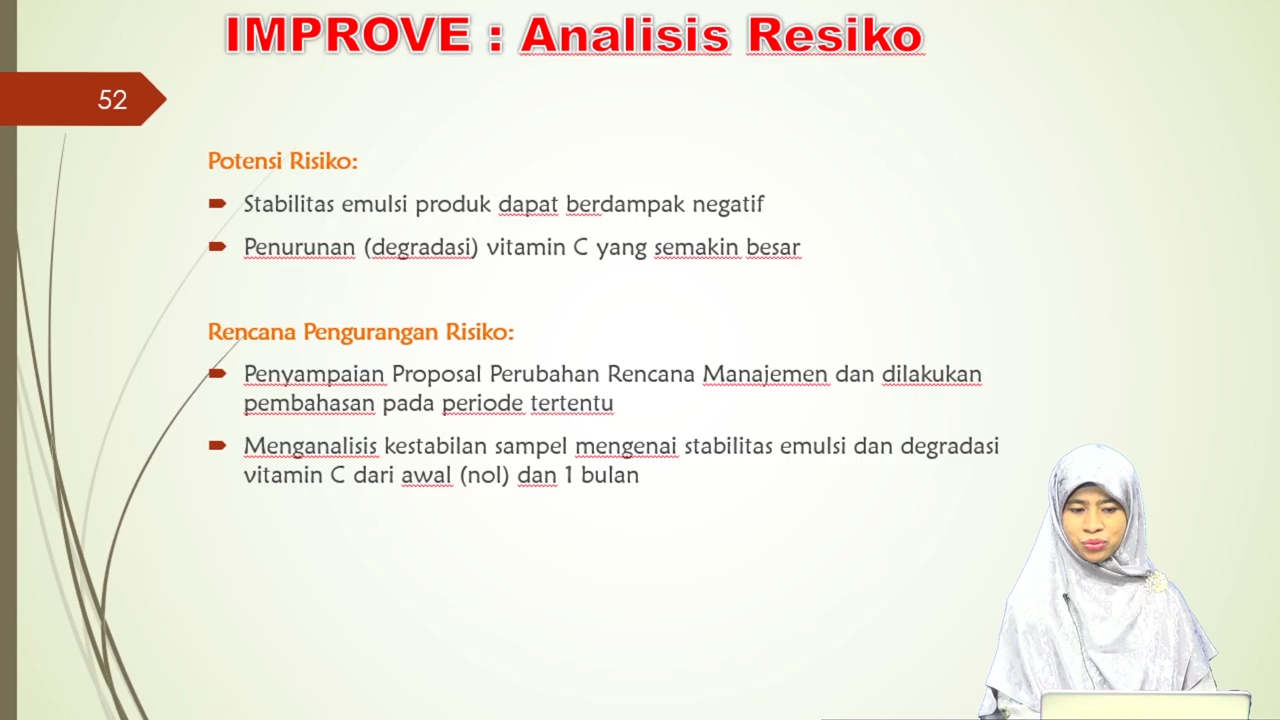 IMPROVE : Analisis Resiko
52
Potensi Risiko:
Stabilitas emulsi produk dapat berdampak negatif
Penurunan (degradasi) vitamin C yang semakin besar
Rencana Pengurangan Risiko:
Penyampaian Proposal Perubahan Rencana Manajemen dan dilakukan
pembahasan pada periode tertentu
Menganalisis kestabilan sampel mengenai stabilitas emulsi dan degradasi
vitamin C dari awal (nol) dan 1 bulan